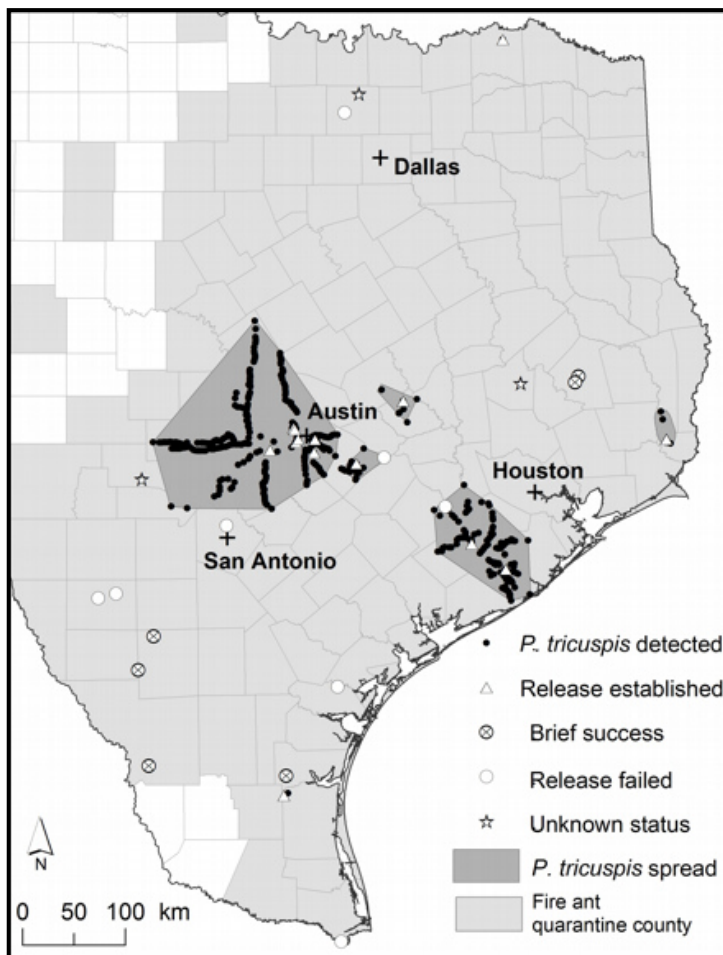 Dallas
Austin
Houston
San Antonio
P. tricuspis detected
Release established
Brief success
Release failed
Unknown status
P. tricuspis spread
Fire ant
quarantine county
N
0 50 100 km